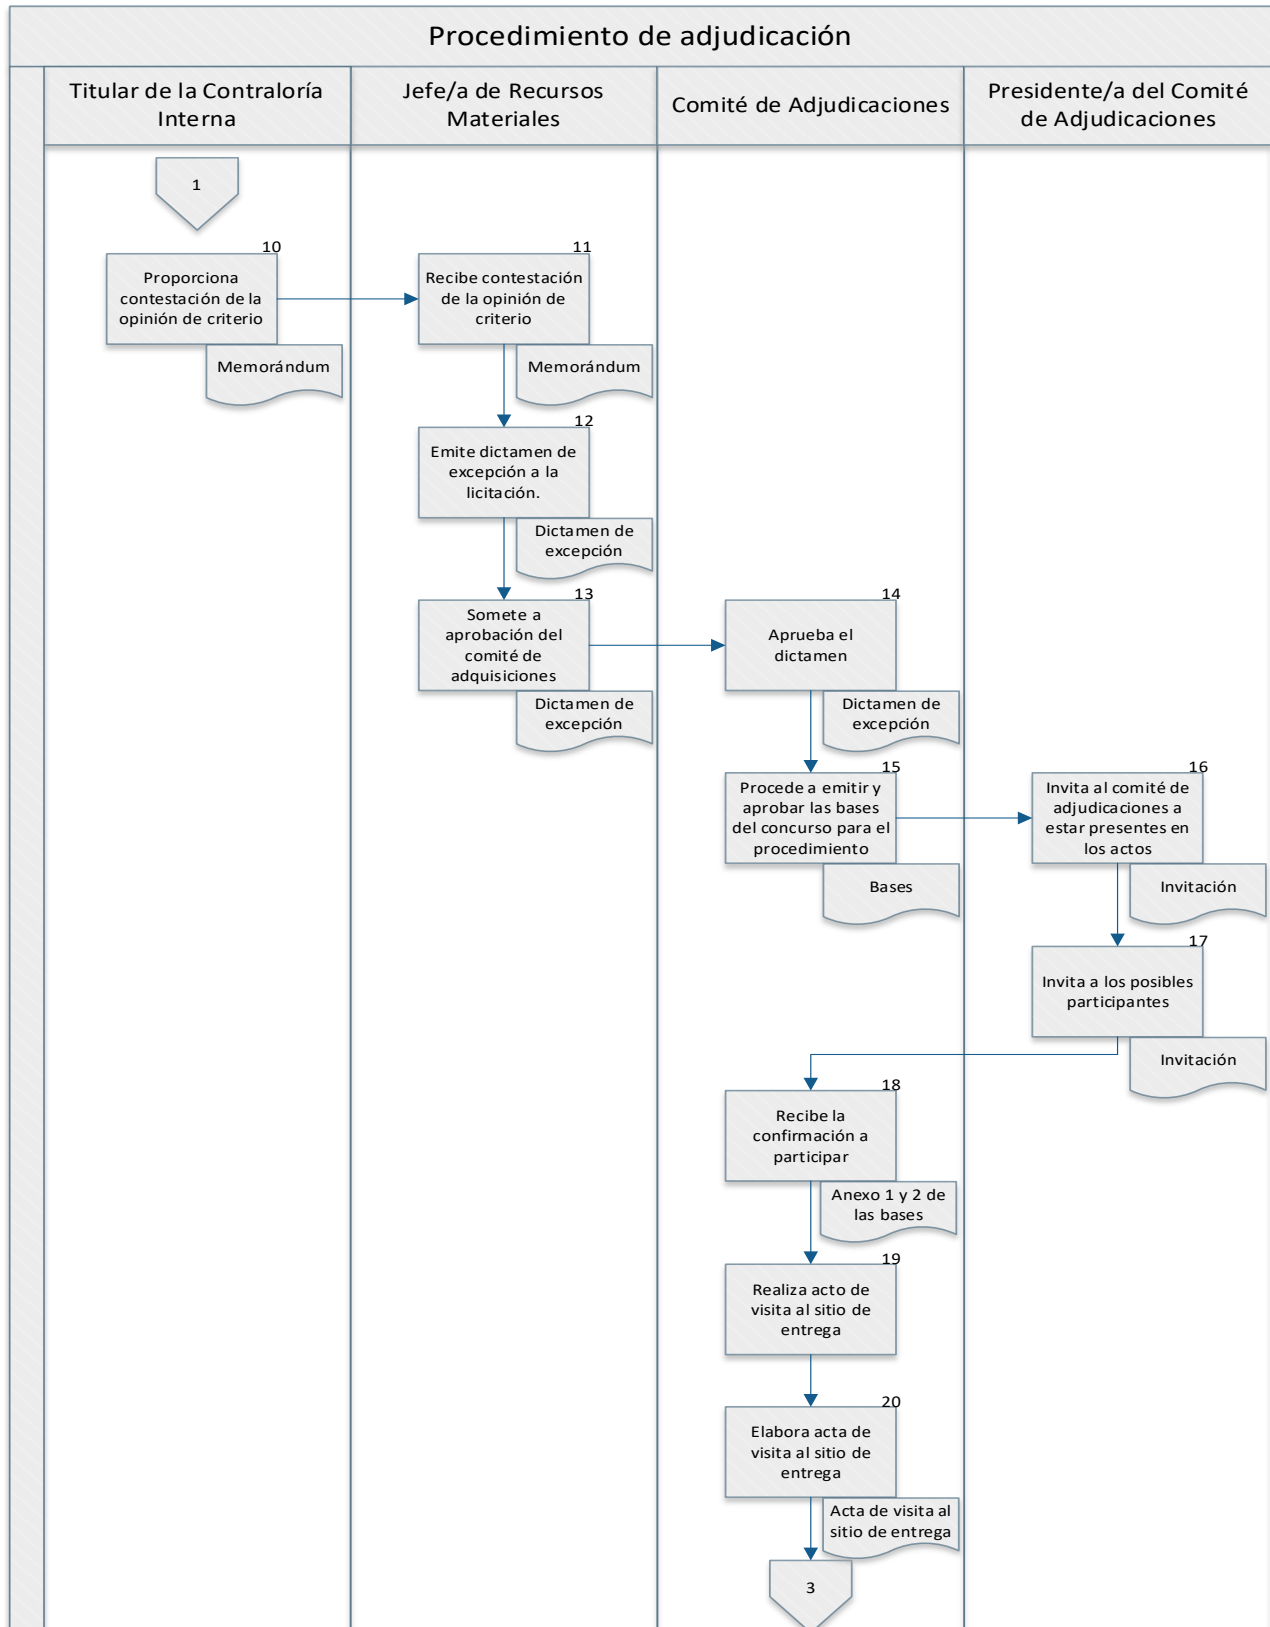 Procedimiento de adjudicación
Titular de la Contraloría
Interna
Jefe/a de Recursos
Materiales
Comité de Adjudicaciones
Presidente/a del Comité
de Adjudicaciones
1
10
Proporciona
contestación de la
opinión de criterio
Memorándum
11
Recibe contestación
de la opinión de
criterio
Memorándum
12
Emite dictamen de
excepción a la
licitación.
Dictamen de
excepción
13
Somete a
aprobación del
comité de
adquisiciones
Dictamen de
excepción
14
Aprueba el
dictamen
Dictamen de
excepción
15
Procede a emitir y
aprobar las bases
del concurso para el
procedimiento
Bases
16
Invita al comité de
adjudicaciones a
estar presentes en
los actos
Invitación
17
Invita a los posibles
participantes
Invitación
18
Recibe la
confirmación a
participar
Anexo 1 y 2 de
las bases
19
Realiza acto de
visita al sitio de
entrega
20
Elabora acta de
visita al sitio de
entrega
Acta de visita al
sitio de entrega
3